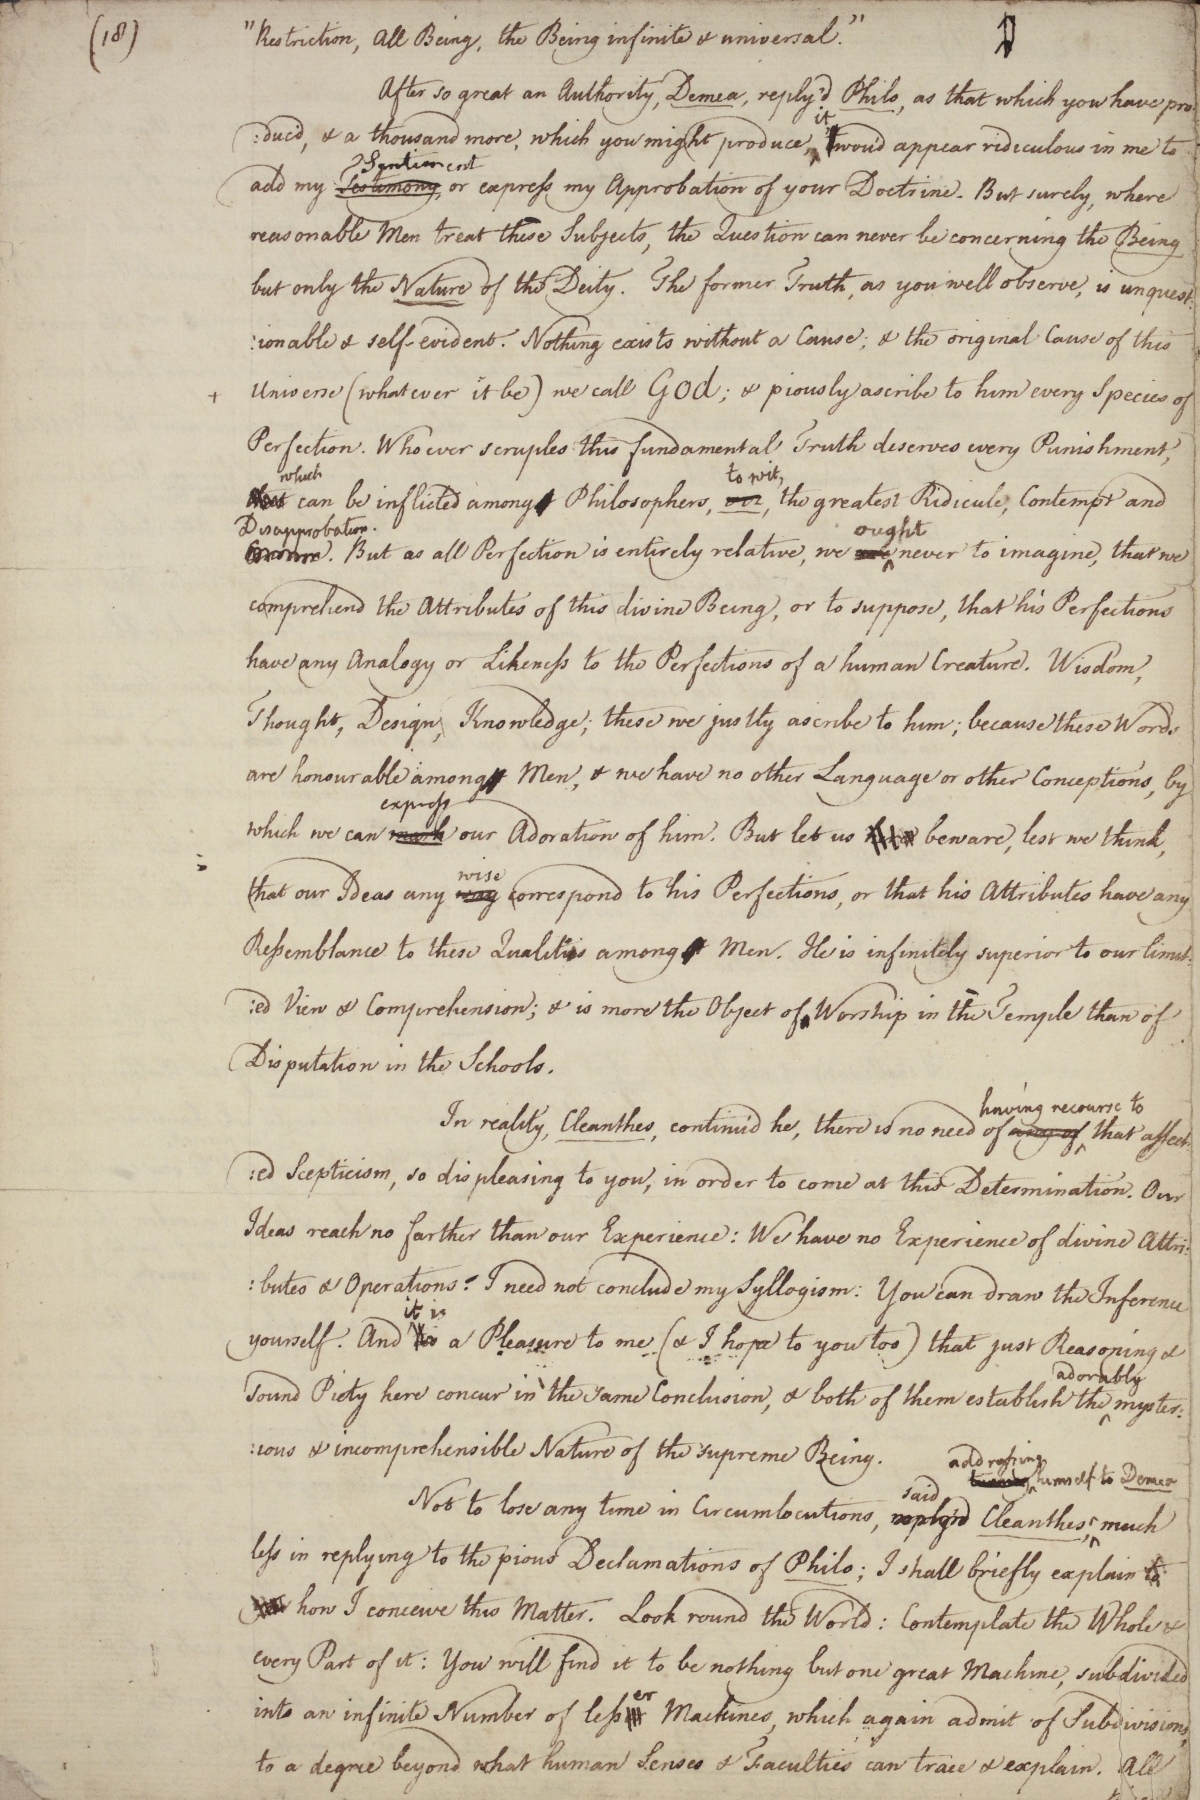 (18)
"Restriction, All Being, the Being infinite & universal."
After so great an Authority, Demea, reply'd Philo, as that which you have pro
:duc'd, & a thousand more, which you might produce, it wou'd appear ridiculous in me to
add my Sentiment or express my Approbation of your Doctrine. But surely, where
reasonable Men treat these Subjects, the Question can never be concerning the Being
but only the Nature of the Deity. The former Truth, as you well observe, is unquest:
:ionable & self-evident. Nothing exists without a Cause; & the original Cause of this
+ Universe (whatever it be) we call God; & piously ascribe to him every Species of
Perfection. Whoever scruples this fundamental Truth deserves every Punishment,
which can be inflicted among Philosophers, to wit, the greatest Ridicule, Contempt and
Disapprobation. But as all Perfection is entirely relative, we ought never to imagine, that we
comprehend the Attributes of this divine Being, or to suppose, that his Perfections
have any Analogy or Likeness to the Perfections of a human Creature. Wisdom,
Thought, Design, Knowledge; these we justly ascribe to him; because these Words
are honourable among Men, & we have no other Language or other Conceptions, by
which we can express our Adoration of him. But let us beware, lest we think,
that our Ideas any wise correspond to his Perfections, or that his Attributes have any
Ressemblance to these Qualities among Men. He is infinitely superior to our limit:
:ed View & Comprehension; & is more the Object of Worship in the Temple than of
Disputation in the Schools.
In reality, Cleanthes, continu'd he, there is no need of having recourse to that affect:
:ed Scepticism, so displeasing to you, in order to come at this Determination. Our
Ideas reach no farther than our Experience: We have no Experience of divine Attri:
:butes & Operations: I need not conclude my Syllogism: You can draw the Inference
yourself. And it is a Pleasure to me (& I hope to you too) that just Reasoning &
sound Piety here concur in the same Conclusion, & both of them establish the adorably myster:
:ious & incomprehensible Nature of the supreme Being.
Not to lose any time in Circumlocutions, said Cleanthes, addressing himself to Demea much
less in replying to the pious Declamations of Philo; I shall briefly explain
how I conceive this Matter. Look round the World: Contemplate the Whole &
every Part of it: You will find it to be nothing but one great Machine, subdivided
into an infinite Number of lesser Machines, which again admit of Subdivisions,
to a degree beyond what human Senses & Faculties can trace & explain. All